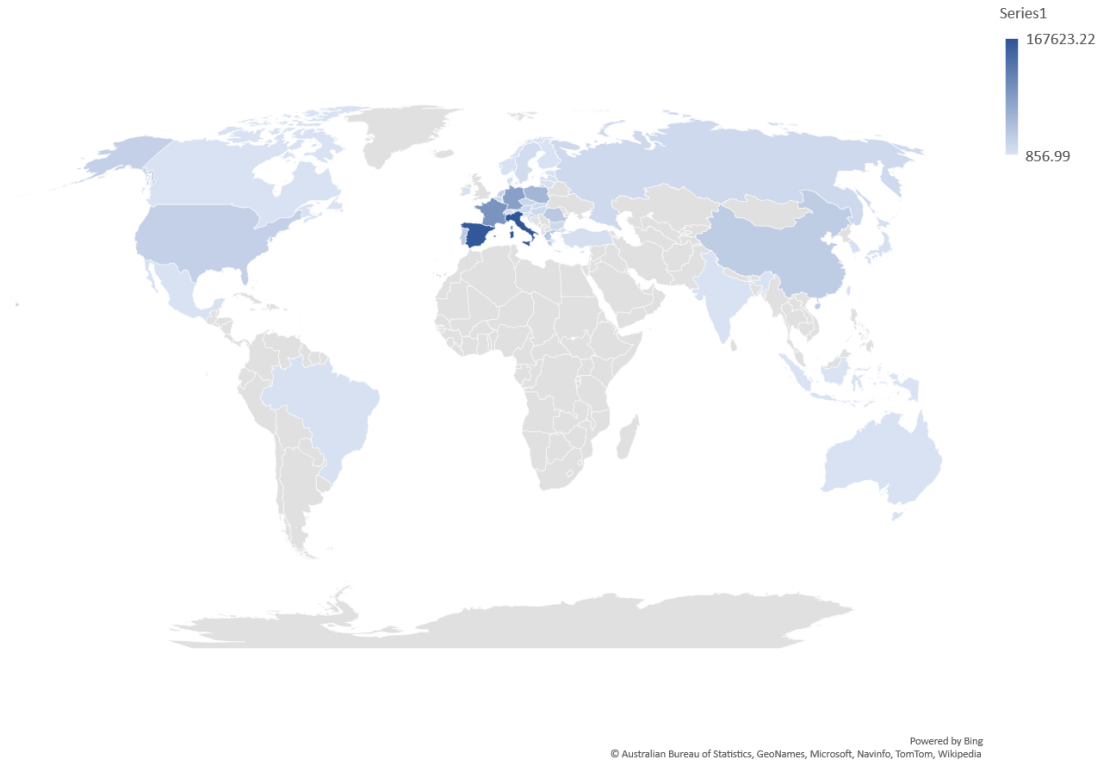 Series1
167623.22
856.99
Powered by Bing
© Australian Bureau of Statistics, GeoNames, Microsoft, Navinfo, TomTom, Wikipedia